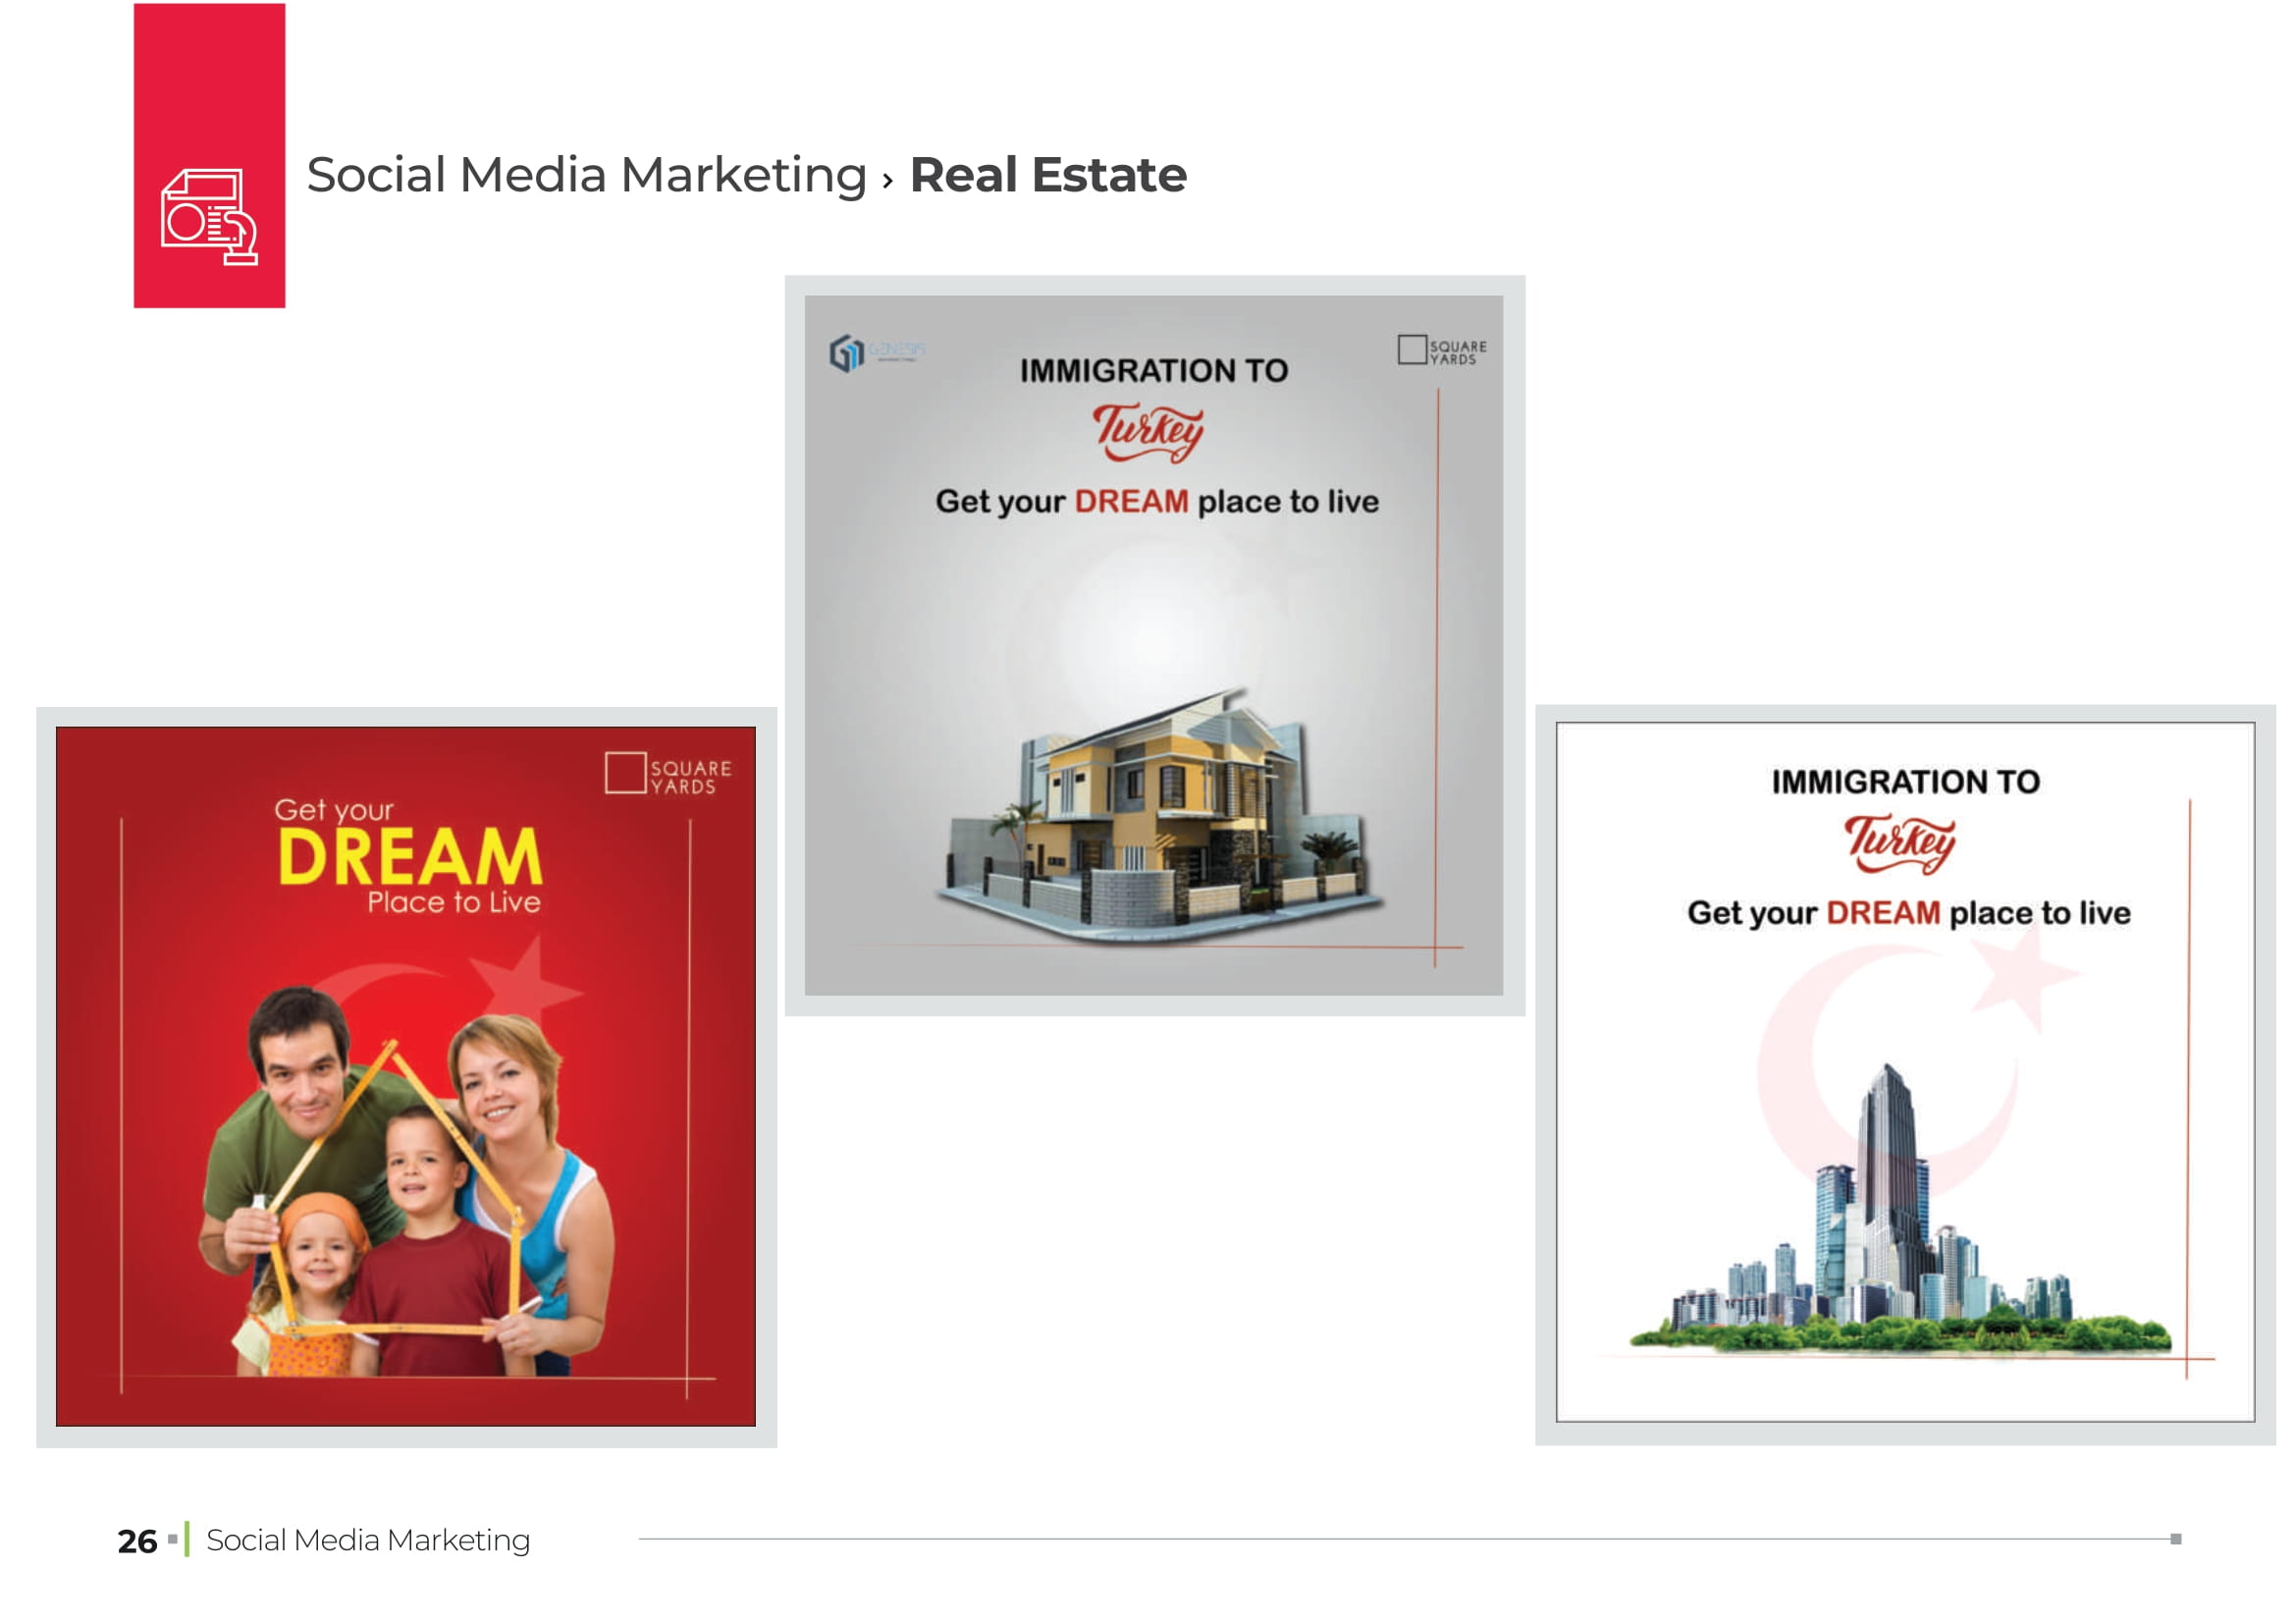 Social Media Marketing › Real Estate
GENESIS
SQUARE
YARDS
IMMIGRATION TO
Turkey
Get your DREAM place to live
SQUARE
YARDS
Get your
DREAM
Place to Live
IMMIGRATION TO
Turkey
Get your DREAM place to live
26 Social Media Marketing